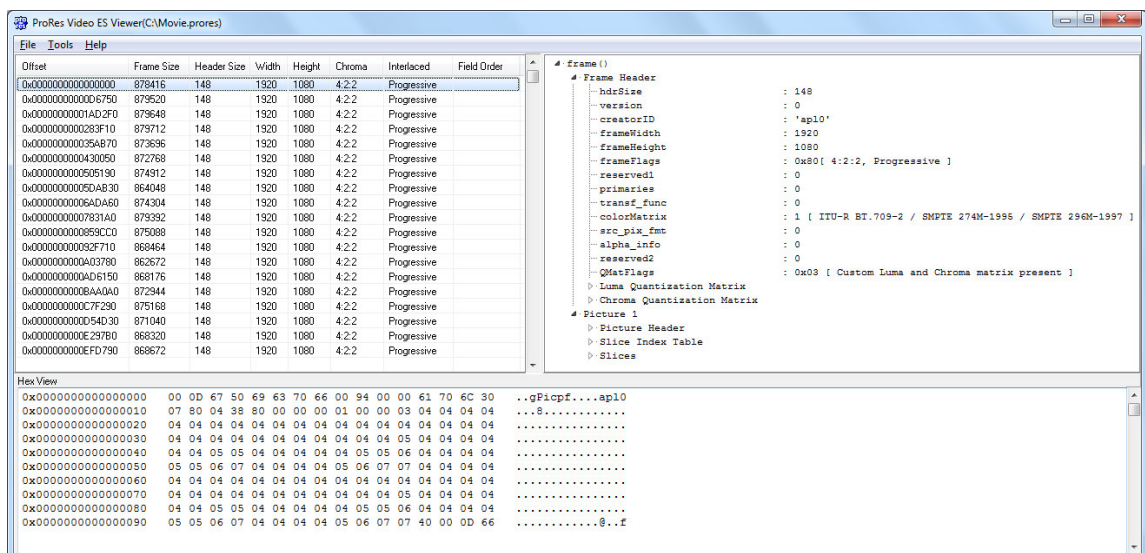 ProRes Video ES Viewer(C:\Movie.prores)
File Tools Help
Offset Frame Size Header Size Width Height Chroma Interlaced Field Order
0x0000000000000000 878416 148 1920 1080 4:2:2 Progressive
0x00000000000D6750 879520 148 1920 1080 4:2:2 Progressive
0x00000000001AD2F0 879648 148 1920 1080 4:2:2 Progressive
0x0000000000283F10 879712 148 1920 1080 4:2:2 Progressive
0x000000000035AB70 873696 148 1920 1080 4:2:2 Progressive
0x0000000000430050 872768 148 1920 1080 4:2:2 Progressive
0x0000000000505190 874912 148 1920 1080 4:2:2 Progressive
0x00000000005DAB30 864048 148 1920 1080 4:2:2 Progressive
0x00000000006ADA60 874304 148 1920 1080 4:2:2 Progressive
0x00000000007831A0 879392 148 1920 1080 4:2:2 Progressive
0x0000000000859CC0 875088 148 1920 1080 4:2:2 Progressive
0x000000000092F710 868464 148 1920 1080 4:2:2 Progressive
0x0000000000A03780 862672 148 1920 1080 4:2:2 Progressive
0x0000000000AD6150 868176 148 1920 1080 4:2:2 Progressive
0x0000000000BAA0A0 872944 148 1920 1080 4:2:2 Progressive
0x0000000000C7F290 875168 148 1920 1080 4:2:2 Progressive
0x0000000000D54D30 871040 148 1920 1080 4:2:2 Progressive
0x0000000000E297B0 868320 148 1920 1080 4:2:2 Progressive
0x0000000000EFD790 868672 148 1920 1080 4:2:2 Progressive
frame()
Frame Header
hdrSize : 148
version : 0
creatorID : 'apl0'
frameWidth : 1920
frameHeight : 1080
frameFlags : 0x80[ 4:2:2, Progressive ]
reserved1 : 0
primaries : 0
transf_func : 0
colorMatrix : 1 [ ITU-R BT.709-2 / SMPTE 274M-1995 / SMPTE 296M-1997 ]
src_pix_fmt : 0
alpha_info : 0
reserved2 : 0
QMatFlags : 0x03 [ Custom Luma and Chroma matrix present ]
Luma Quantization Matrix
Chroma Quantization Matrix
Picture 1
Picture Header
Slice Index Table
Slices
Hex View
0x0000000000000000 00 0D 67 50 69 63 70 66 00 94 00 00 61 70 6C 30 ..gPicpf....apl0
0x0000000000000010 07 80 04 38 80 00 00 00 01 00 00 03 04 04 04 04 ...8............
0x0000000000000020 04 04 04 04 04 04 04 04 04 04 04 04 04 04 04 04 ................
0x0000000000000030 04 04 04 04 04 04 04 04 04 04 04 05 04 04 04 04 ................
0x0000000000000040 04 04 05 05 04 04 04 04 04 05 05 06 04 04 04 04 ................
0x0000000000000050 05 05 06 07 04 04 04 04 05 06 07 07 04 04 04 04 ................
0x0000000000000060 04 04 04 04 04 04 04 04 04 04 04 04 04 04 04 04 ................
0x0000000000000070 04 04 04 04 04 04 04 04 04 04 04 05 04 04 04 04 ................
0x0000000000000080 04 04 05 05 04 04 04 04 04 05 05 06 04 04 04 04 ................
0x0000000000000090 05 05 06 07 04 04 04 04 05 06 07 07 40 00 0D 66 ............@..f